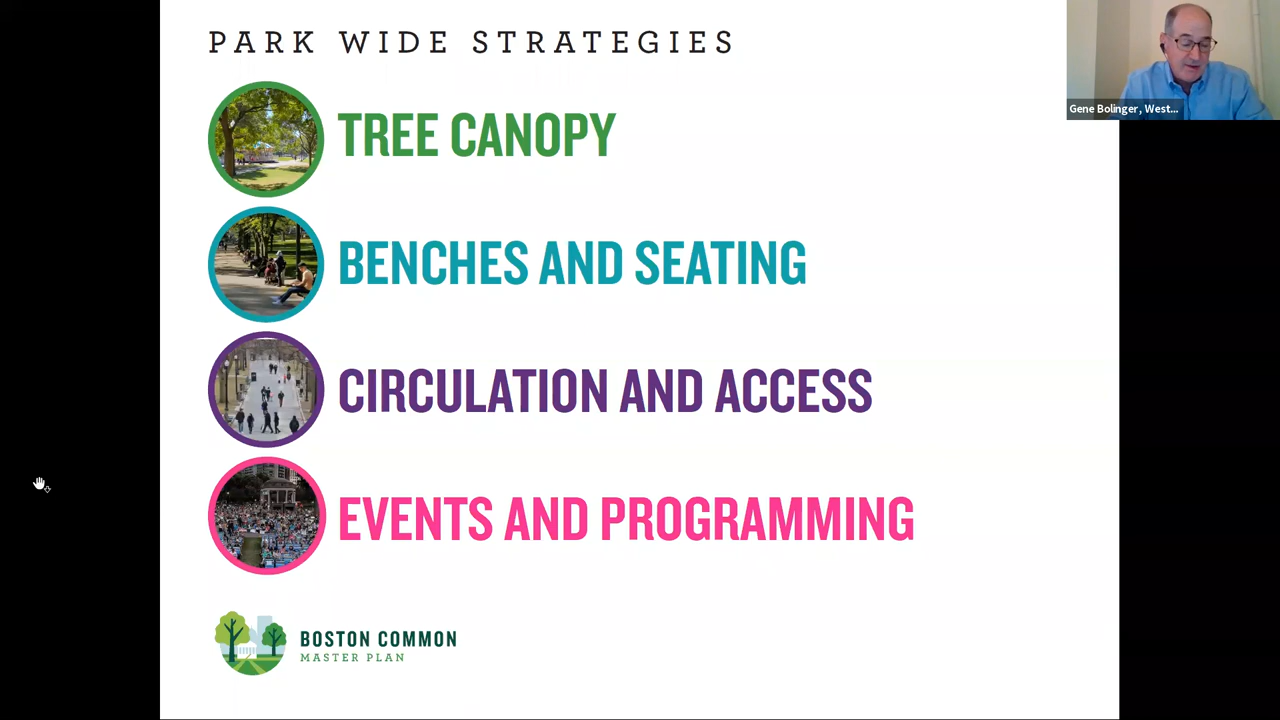 PARK WIDE STRATEGIES
Gene Bolinger, West...
TREE CANOPY
BENCHES AND SEATING
CIRCULATION AND ACCESS
EVENTS AND PROGRAMMING
BOSTON COMMON
MASTER PLAN